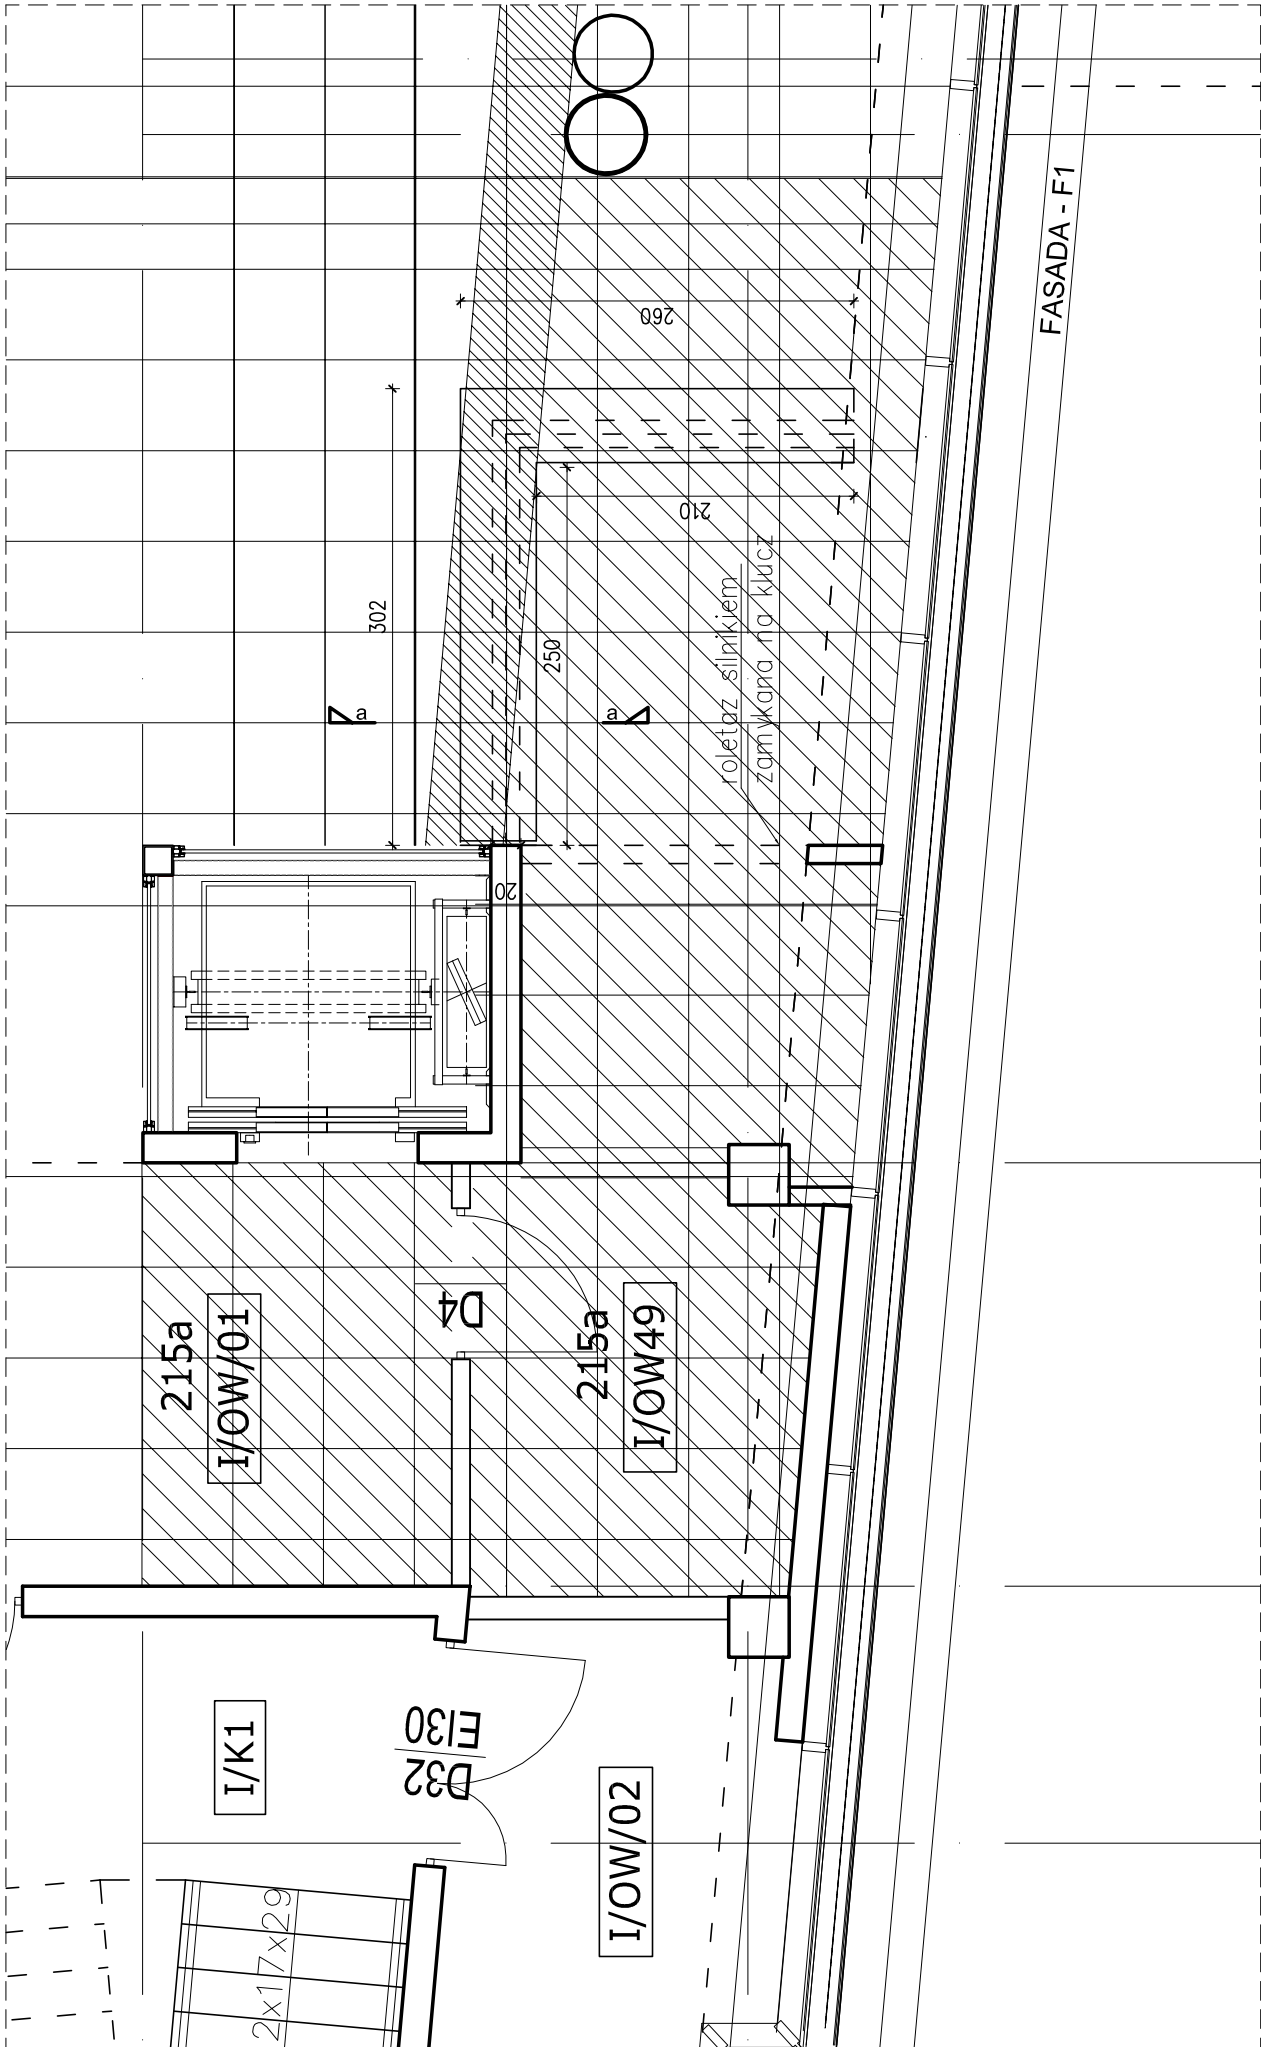 FASADA - F1
260
210
302
250
roletaz silnikiem
zamykana na klucz
a
a
20
D4
215a
I/OW/01
215a
I/OW49
EI30
D32
I/K1
I/OW/02
2x17x29